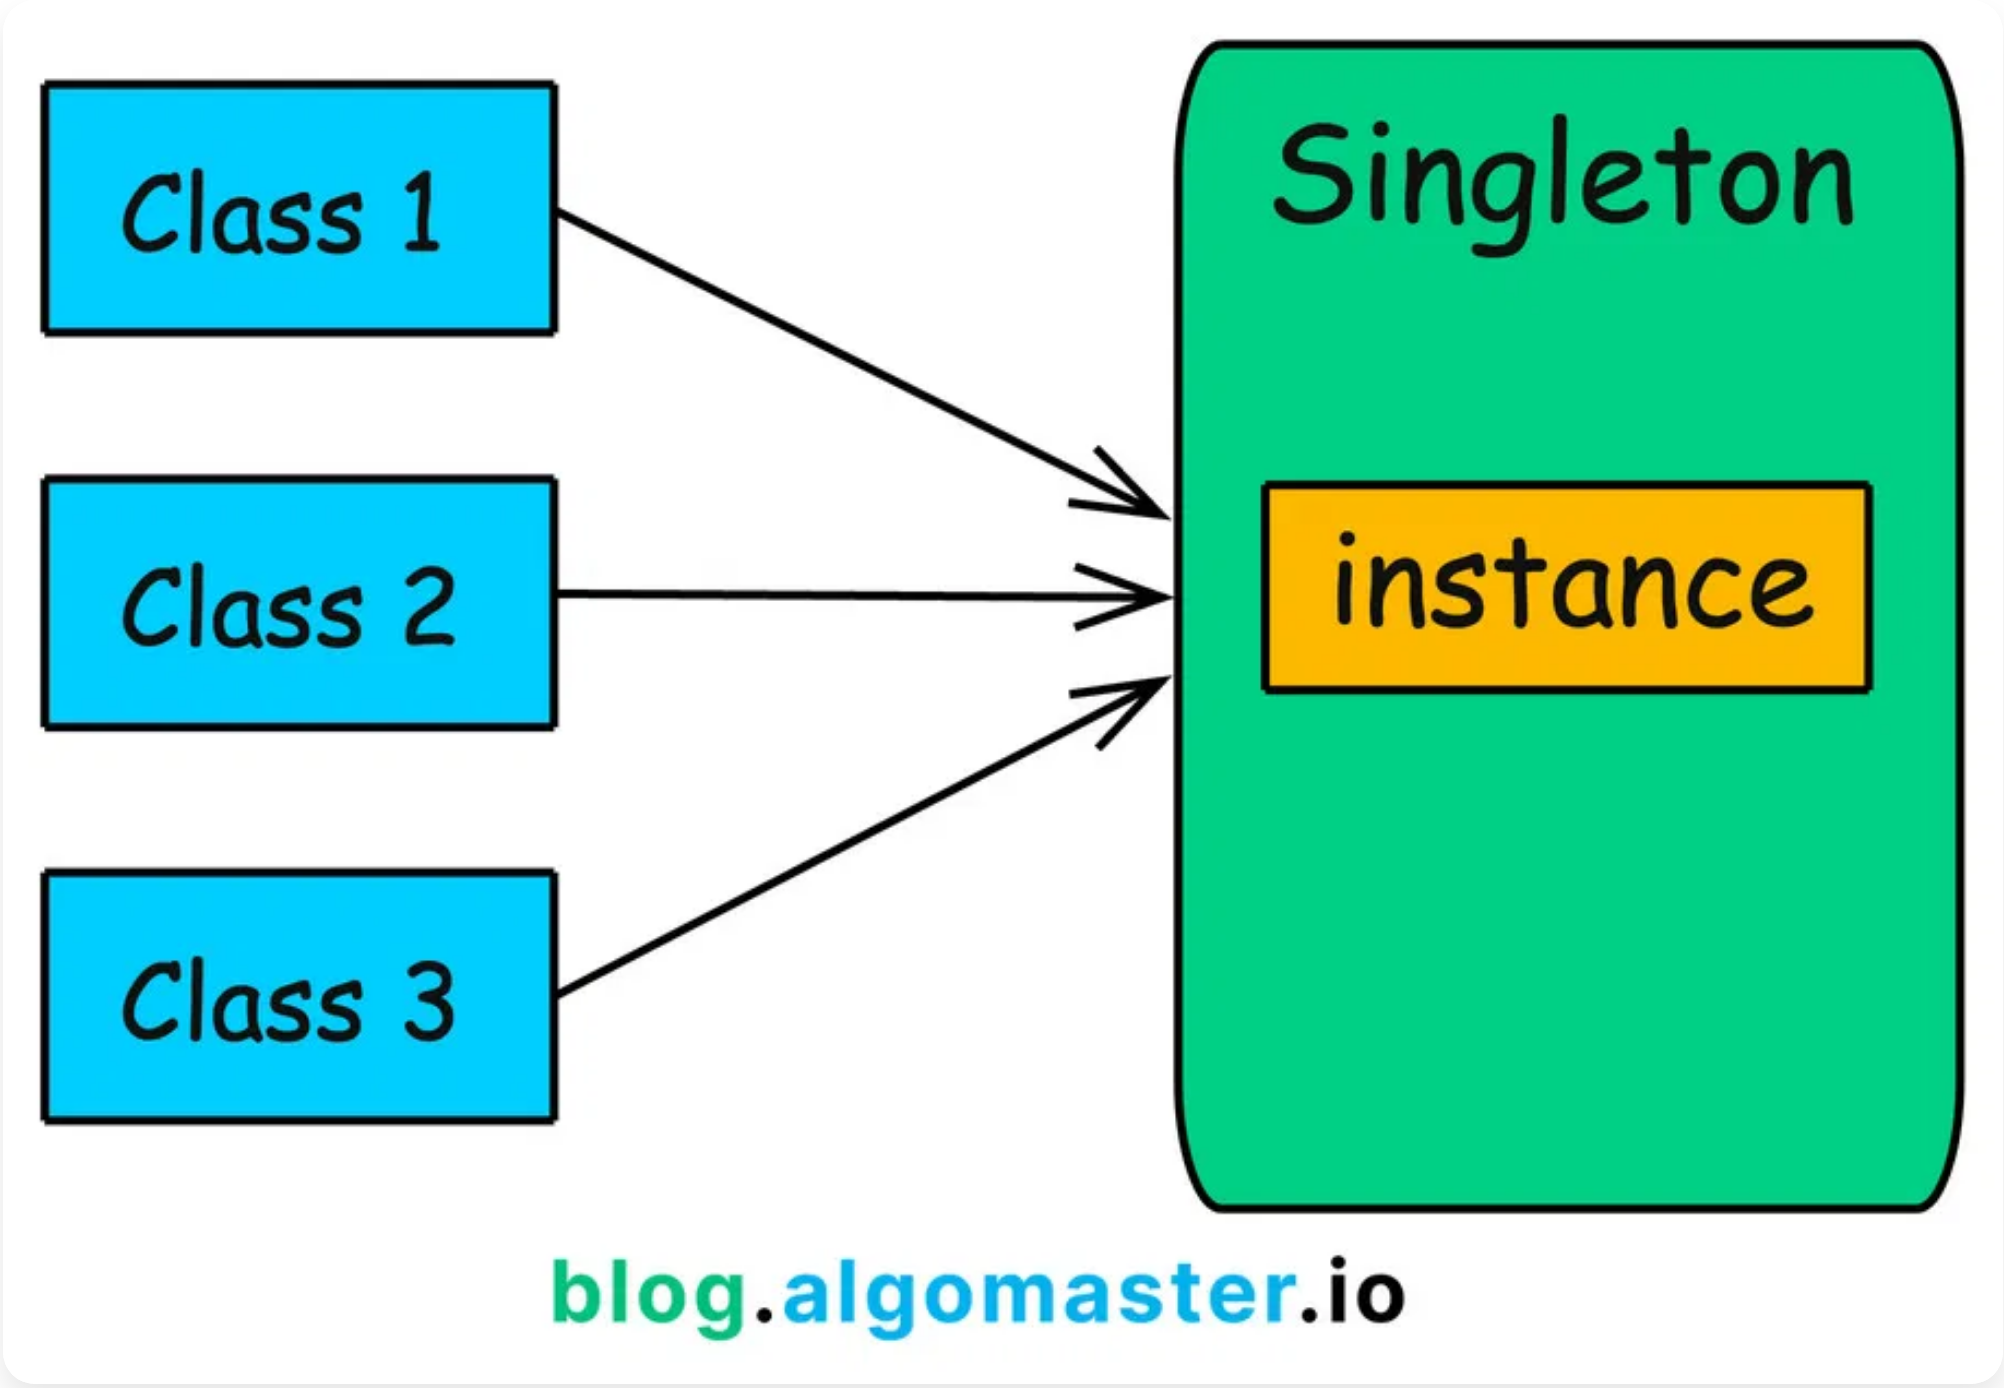 Class 1
Singleton
Class 2
instance
Class 3
blog.algomaster.io